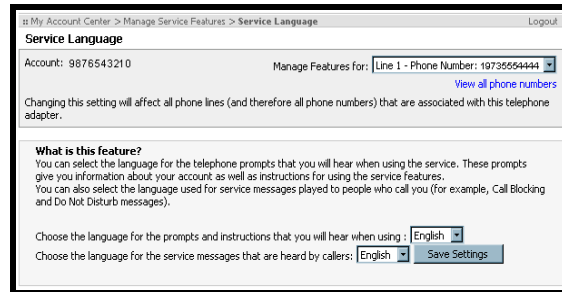 :: My Account Center > Manage Service Features > Service Language Logout
Service Language
Account: 9876543210 Manage Features for: Line 1 - Phone Number: 19735554444
View all phone numbers
Changing this setting will affect all phone lines (and therefore all phone numbers) that are associated with this telephone
adapter.
What is this feature?
You can select the language for the telephone prompts that you will hear when using the service. These prompts
give you information about your account as well as instructions for using the service features.
You can also select the language used for service messages played to people who call you (for example, Call Blocking
and Do Not Disturb messages).
Choose the language for the prompts and instructions that you will hear when using : English
Choose the language for the service messages that are heard by callers: English Save Settings